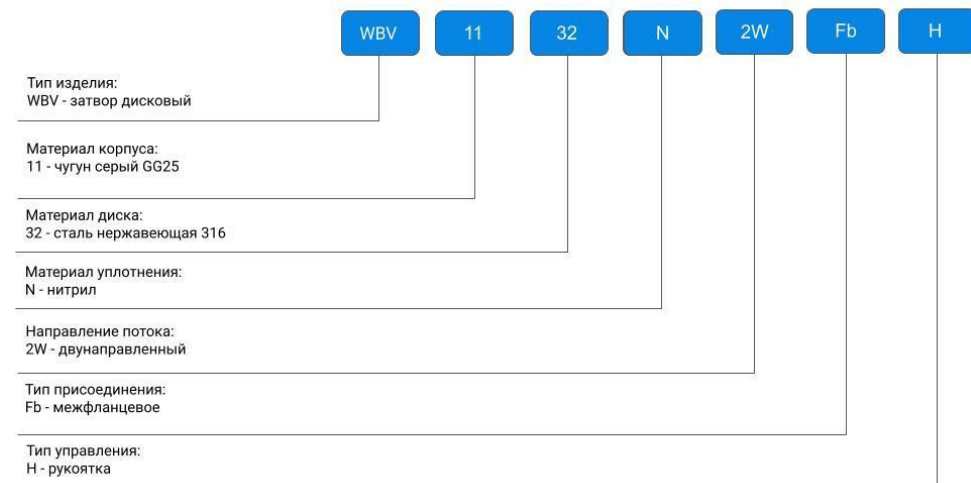 WBV 11 32 N 2W Fb H
Тип изделия:
WBV - затвор дисковый
Материал корпуса:
11 - чугун серый GG25
Материал диска:
32 - сталь нержавеющая 316
Материал уплотнения:
N - нитрил
Направление потока:
2W - двунаправленный
Тип присоединения:
Fb - межфланцевое
Тип управления:
Н - рукоятка